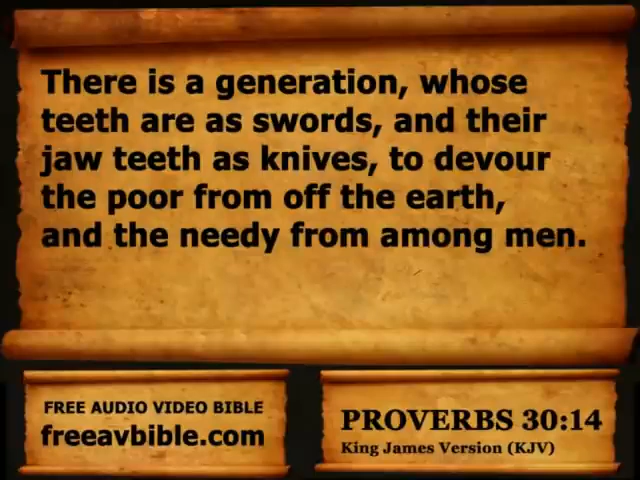 There is a generation, whose
teeth are as swords, and their
jaw teeth as knives, to devour
the poor from off the earth,
and the needy from among men.
FREE AUDIO VIDEO BIBLE
freeavbible.com
PROVERBS 30:14
King James Version (KJV)